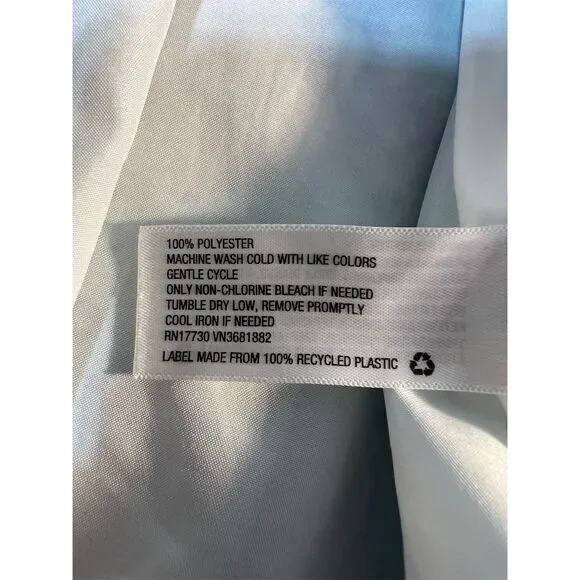 100% POLYESTER
MACHINE WASH COLD WITH LIKE COLORS
GENTLE CYCLE
ONLY NON-CHLORINE BLEACH IF NEEDED
TUMBLE DRY LOW, REMOVE PROMPTLY
COOL IRON IF NEEDED
RN17730 VN3681882
LABEL MADE FROM 100% RECYCLED PLASTIC